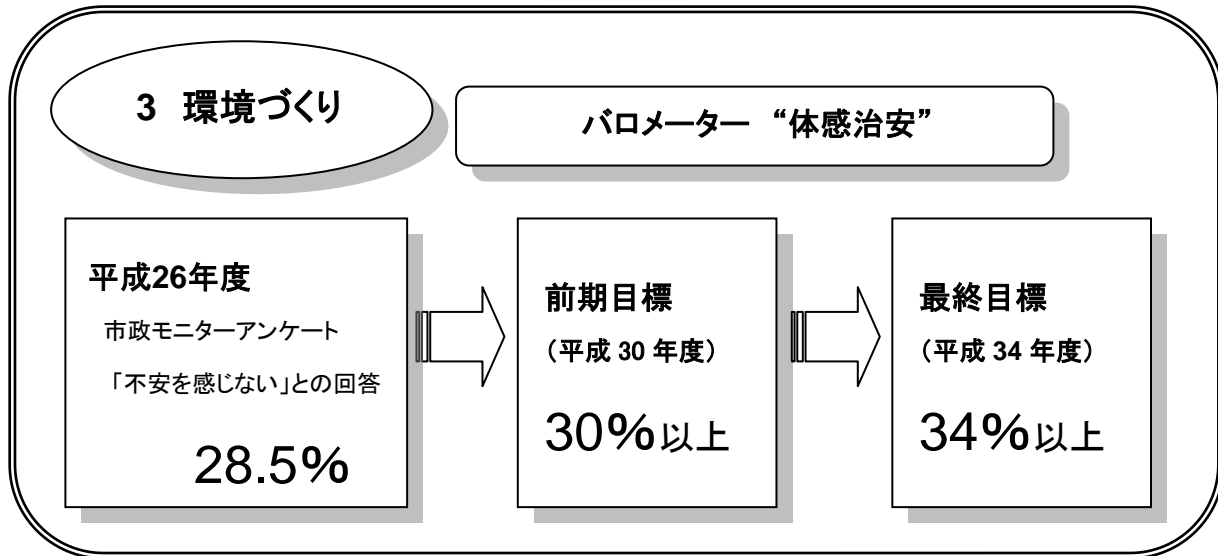 3 環境づくり
バロメーター “体感治安”
平成26年度
市政モニターアンケート
「不安を感じない」との回答
28.5%
前期目標
（平成 30 年度）
30%以上
最終目標
（平成 34 年度）
34%以上